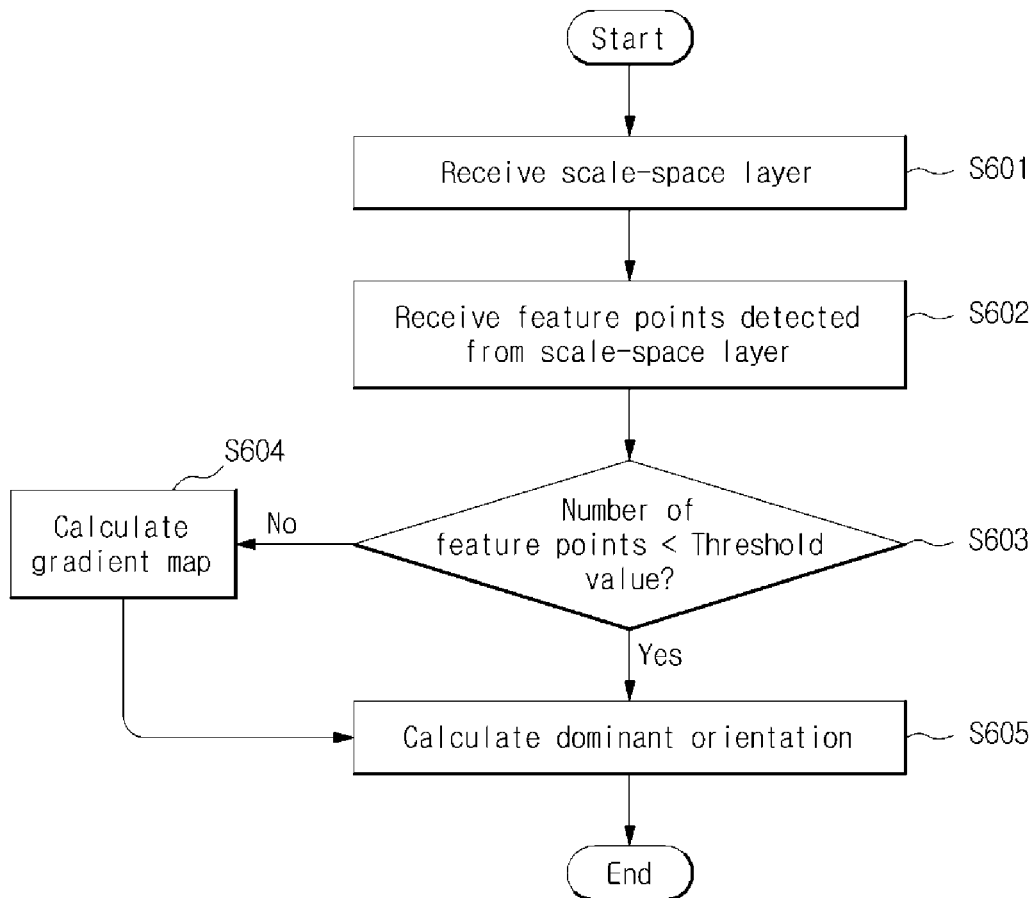 Start
Receive scale-space layer
S601
Receive feature points detected
from scale-space layer
S602
S604
Calculate
gradient map
No
Number of
feature points < Threshold
value?
S603
Yes
Calculate dominant orientation
S605
End